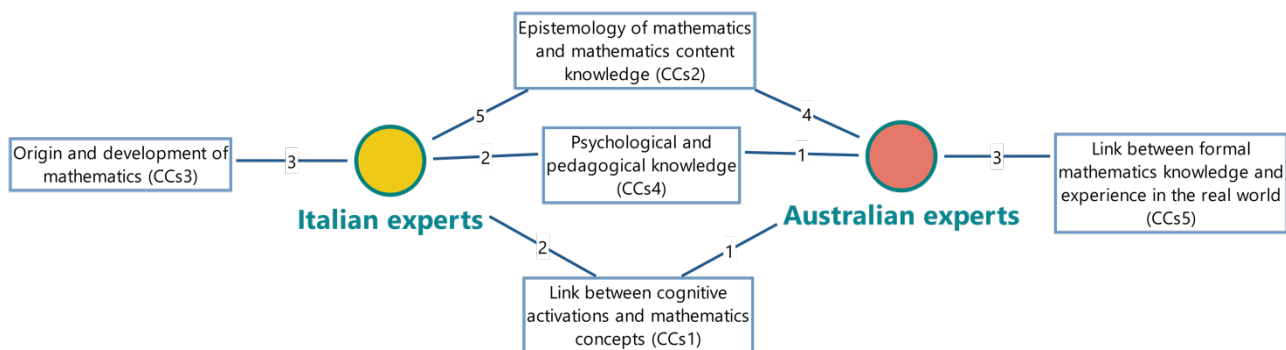 Epistemology of mathematics
and mathematics content
knowledge (CCs2)
5
4
Origin and development of
mathematics (CCs3)
3
2
Psychological and
pedagogical knowledge
(CCs4)
1
3
Link between formal
mathematics knowledge and
experience in the real world
(CCs5)
Italian experts
Australian experts
2
1
Link between cognitive
activations and mathematics
concepts (CCs1)